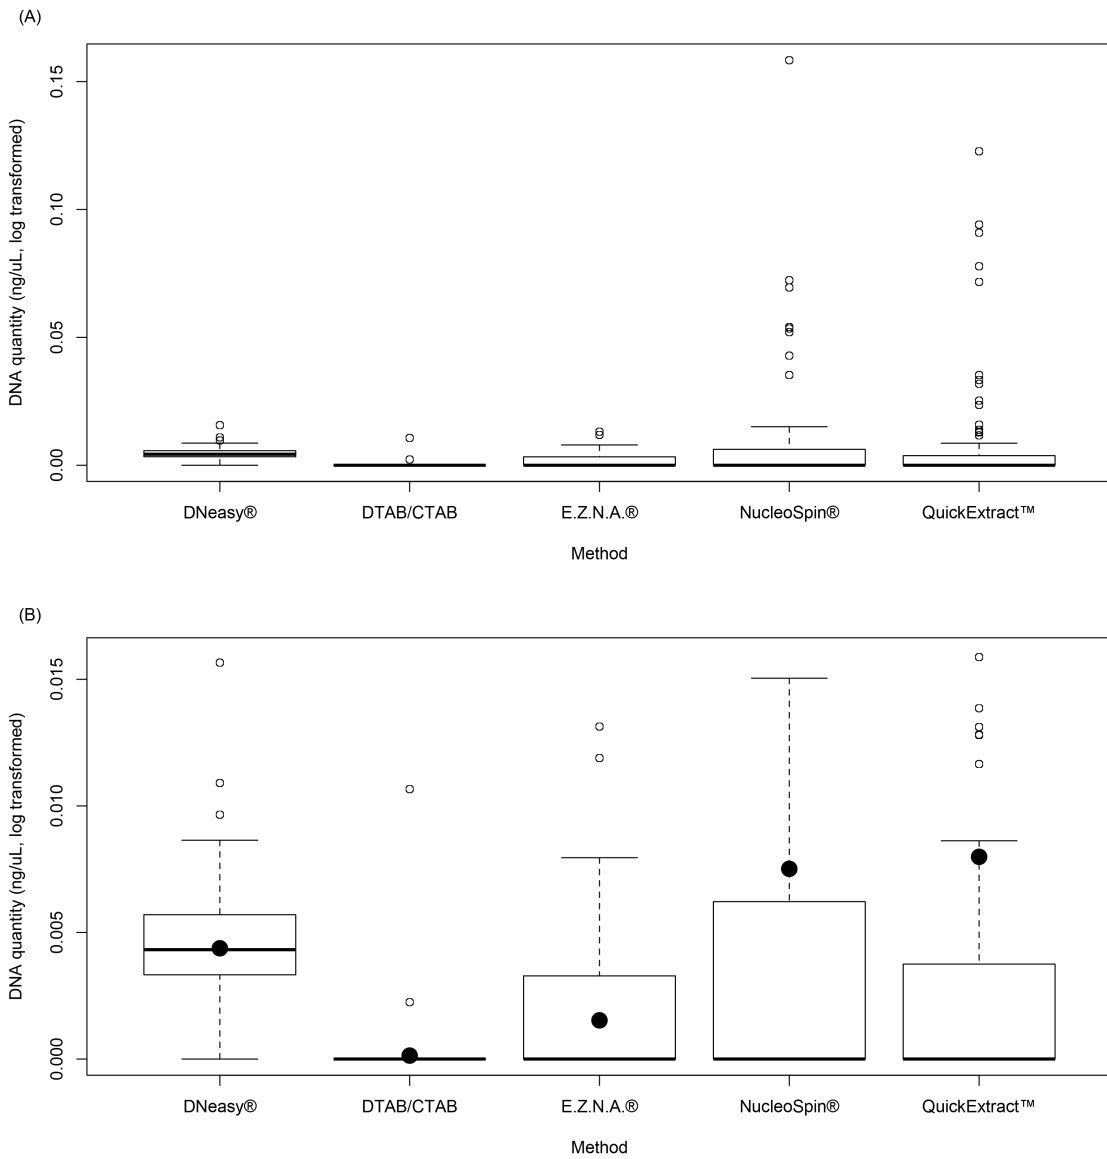 (A)
DNA quantity (ng/uL, log transformed)
0.15
0.10
0.05
0.00
DNeasy® DTAB/CTAB E.Z.N.A.® NucleoSpin® QuickExtract™
Method
(B)
DNA quantity (ng/uL, log transformed)
0.015
0.010
0.005
0.000
DNeasy® DTAB/CTAB E.Z.N.A.® NucleoSpin® QuickExtract™
Method